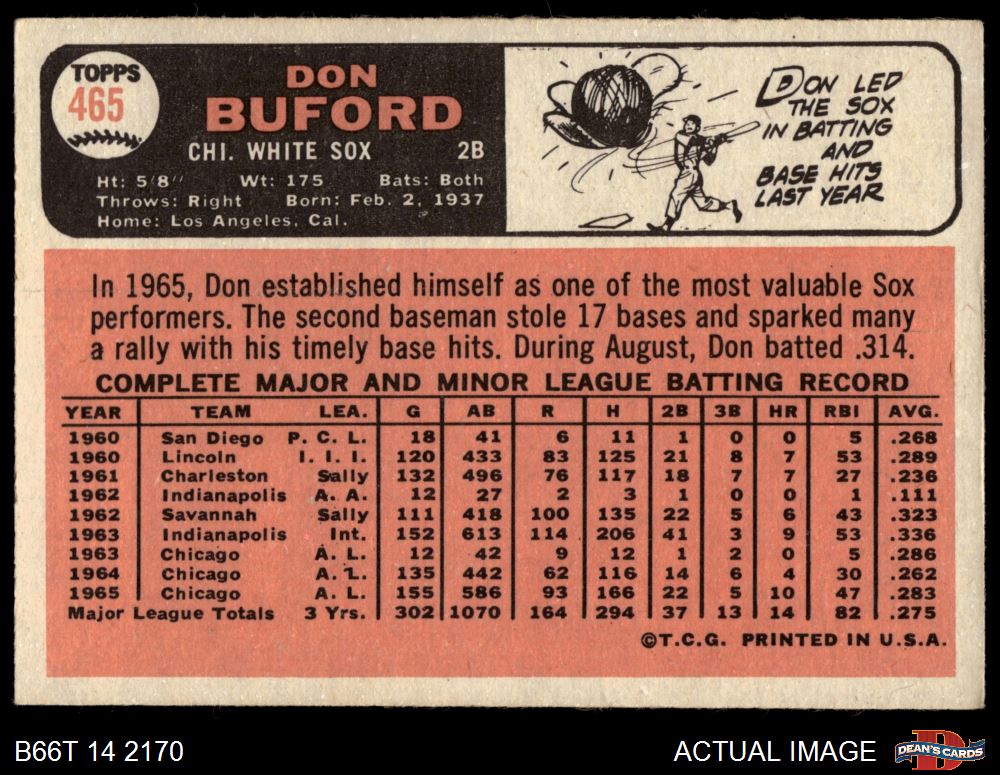 TOPPS
465
DON
BUFORD
CHI. WHITE SOX 2B
Ht: 5'8" Wt: 175 Bats: Both
Throws: Right Born: Feb. 2, 1937
Home: Los Angeles, Cal.
DON LED
THE SOX
IN BATTING
AND
BASE HITS
LAST YEAR
In 1965, Don established himself as one of the most valuable Sox
performers. The second baseman stole 17 bases and sparked many
a rally with his timely base hits. During August, Don batted .314.
COMPLETE MAJOR AND MINOR LEAGUE BATTING RECORD
YEAR TEAM LEA. G AB R H 2B 3B HR RBI AVG.
1960 San Diego P. C. L. 18 41 6 11 1 0 0 5 .268
1960 Lincoln I. I. I. 120 433 83 125 21 8 7 53 .289
1961 Charleston Sally 132 496 76 117 18 7 7 27 .236
1962 Indianapolis A. A. 12 27 2 3 1 0 0 1 .111
1962 Savannah Sally 111 418 100 135 22 5 6 43 .323
1963 Indianapolis Int. 152 613 114 206 41 3 9 53 .336
1963 Chicago A. L. 12 42 9 12 1 2 0 5 .286
1964 Chicago A. L. 135 442 62 116 14 6 4 30 .262
1965 Chicago A. L. 155 586 93 166 22 5 10 47 .283
Major League Totals 3 Yrs. 302 1070 164 294 37 13 14 82 .275
©T.C.G. PRINTED IN U.S.A.
B66T 14 2170
ACTUAL IMAGE
D
DEAN'S CARDS